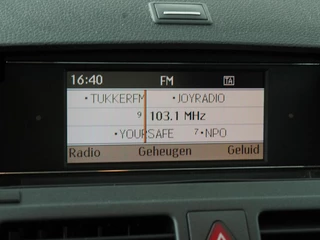 16:40 FM TA
•TUKKERFM •JOYRADIO
9 103.1 MHz
•YOURSAFE 7•NPO
Radio Geheugen Geluid